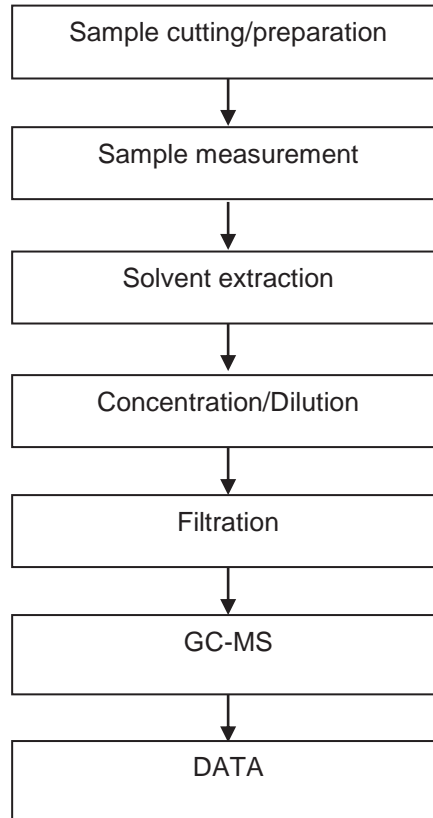 Sample cutting/preparation
Sample measurement
Solvent extraction
Concentration/Dilution
Filtration
GC-MS
DATA